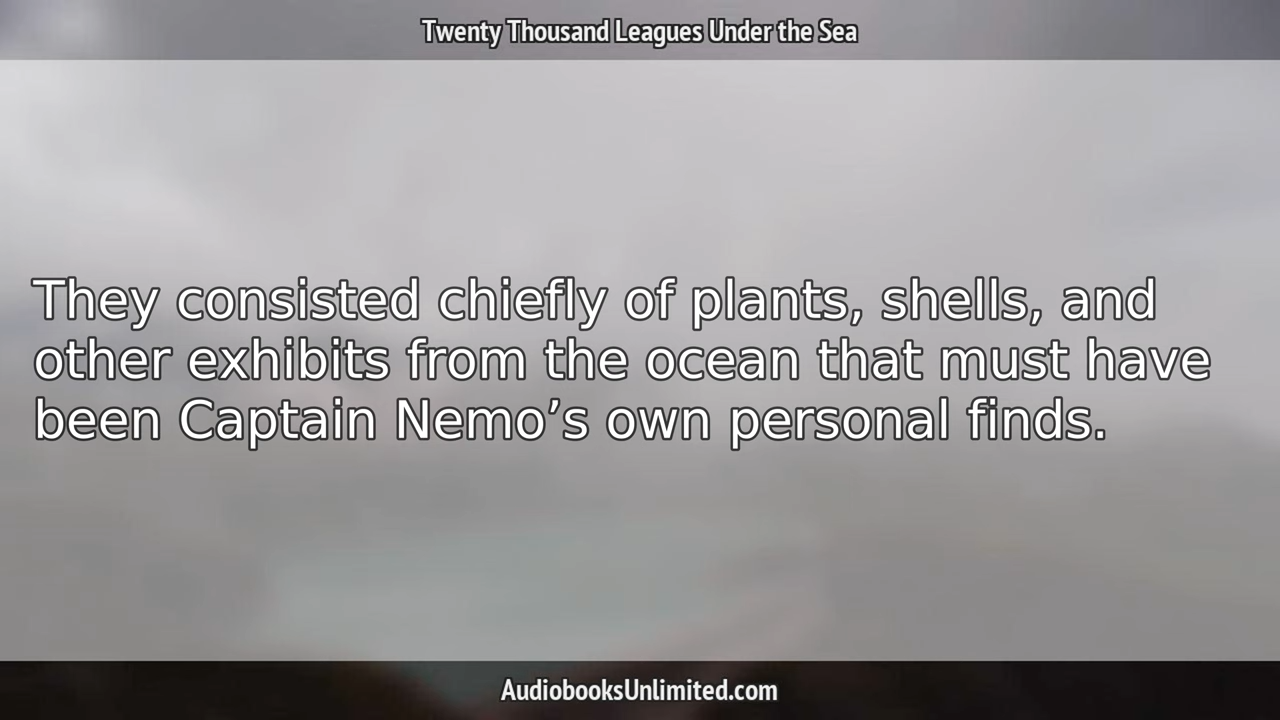 Twenty Thousand Leagues Under the Sea
They consisted chiefly of plants, shells, and
other exhibits from the ocean that must have
been Captain Nemo’s own personal finds.
AudiobooksUnlimited.com